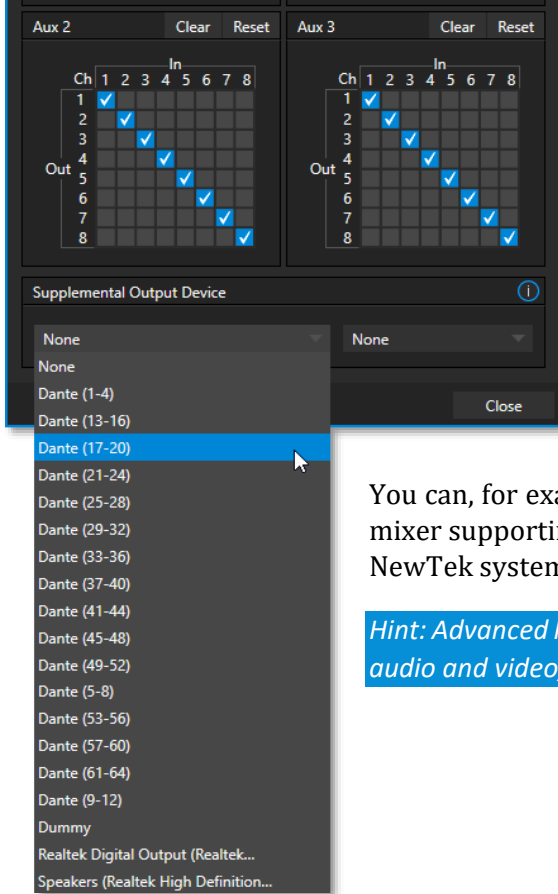 Aux 2 Clear Reset Aux 3 Clear Reset
In In
Ch 1 2 3 4 5 6 7 8 Ch 1 2 3 4 5 6 7 8
1 1
2 2
3 3
Out 4 Out 4
5 5
6 6
7 7
8 8
Supplemental Output Device
None None
None
Dante (1-4)
Close
Dante (13-16)
Dante (17-20)
Dante (21-24)
Dante (25-28)
Dante (29-32)
Dante (33-36)
Dante (37-40)
Dante (41-44)
Dante (45-48)
Dante (49-52)
Dante (5-8)
Dante (53-56)
Dante (57-60)
Dante (61-64)
Dante (9-12)
Dummy
Realtek Digital Output (Realtek...
Speakers (Realtek High Definition...
You can, for exa
mixer supporti
NewTek system
Hint: Advanced
audio and video